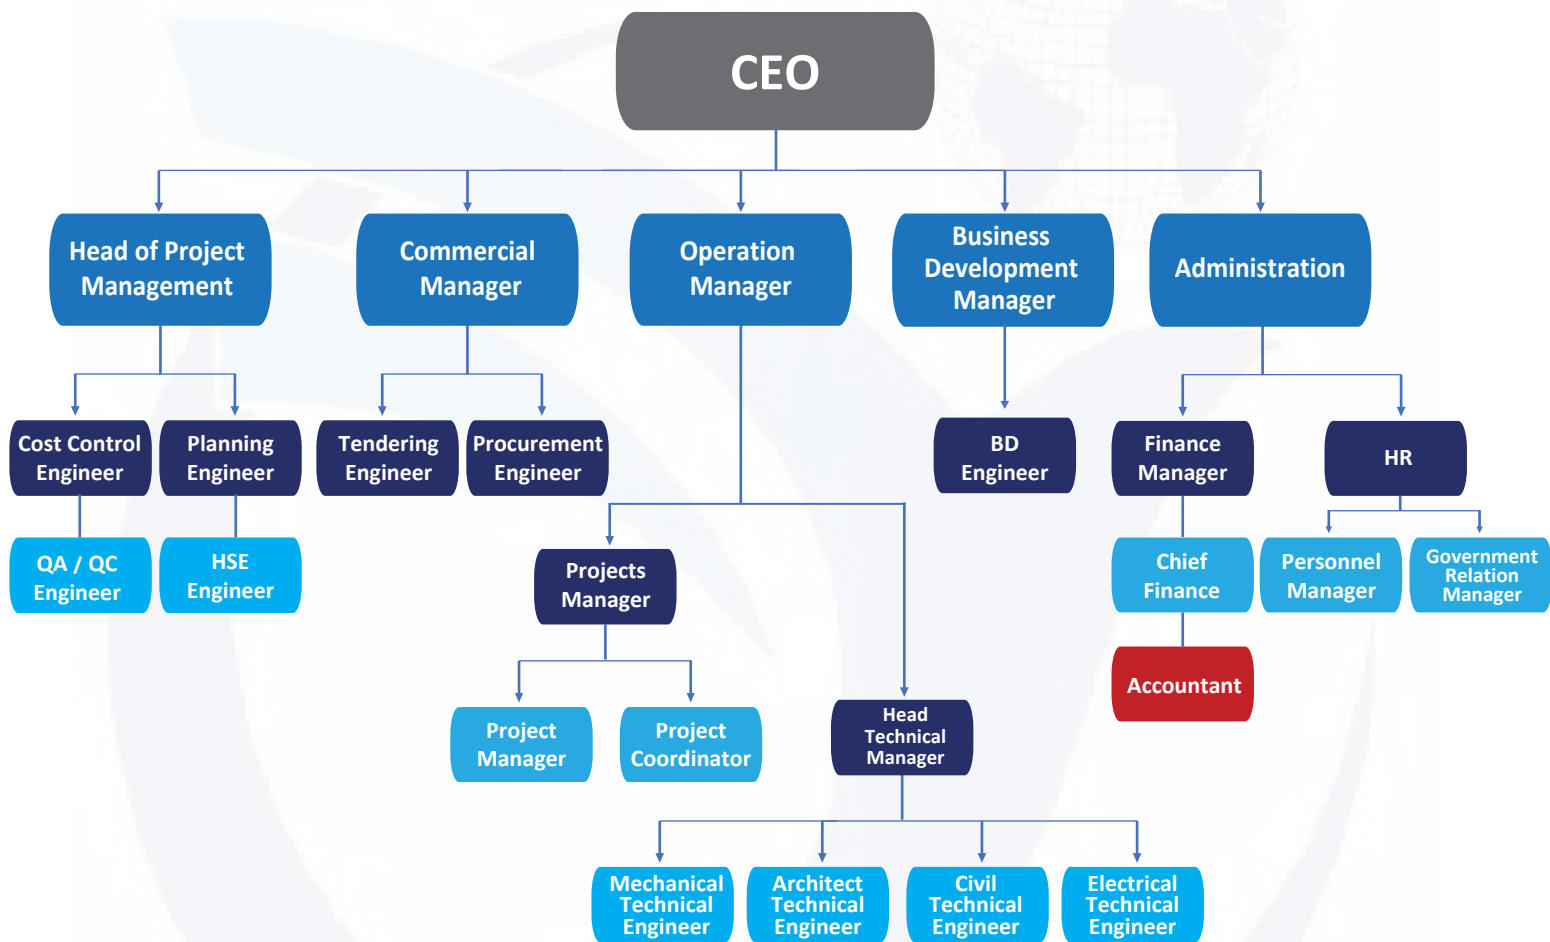 CEO
Head of Project
Management
Commercial
Manager
Operation
Manager
Business
Development
Manager
Administration
Cost Control
Engineer
Planning
Engineer
Tendering
Engineer
Procurement
Engineer
BD
Engineer
Finance
Manager
HR
QA / QC
Engineer
HSE
Engineer
Projects
Manager
Chief
Finance
Personnel
Manager
Government
Relation
Manager
Accountant
Project
Manager
Project
Coordinator
Head
Technical
Manager
Mechanical
Technical
Engineer
Architect
Technical
Engineer
Civil
Technical
Engineer
Electrical
Technical
Engineer